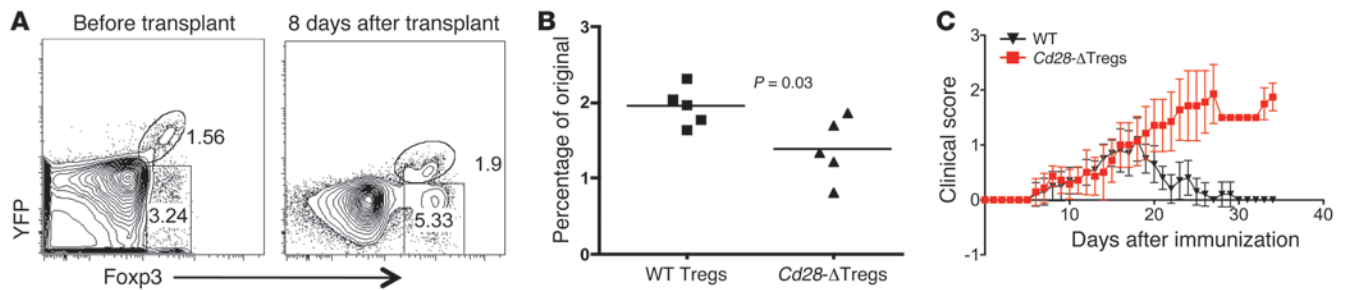 A
Before transplant
8 days after transplant
YFP
1.56
3.24
1.9
5.33
Foxp3
B
Percentage of original
3
2
1
0
P = 0.03
WT Tregs
Cd28-ΔTregs
C
Clinical score
3
2
1
0
-1
WT
Cd28-ΔTregs
10
20
30
40
Days after immunization